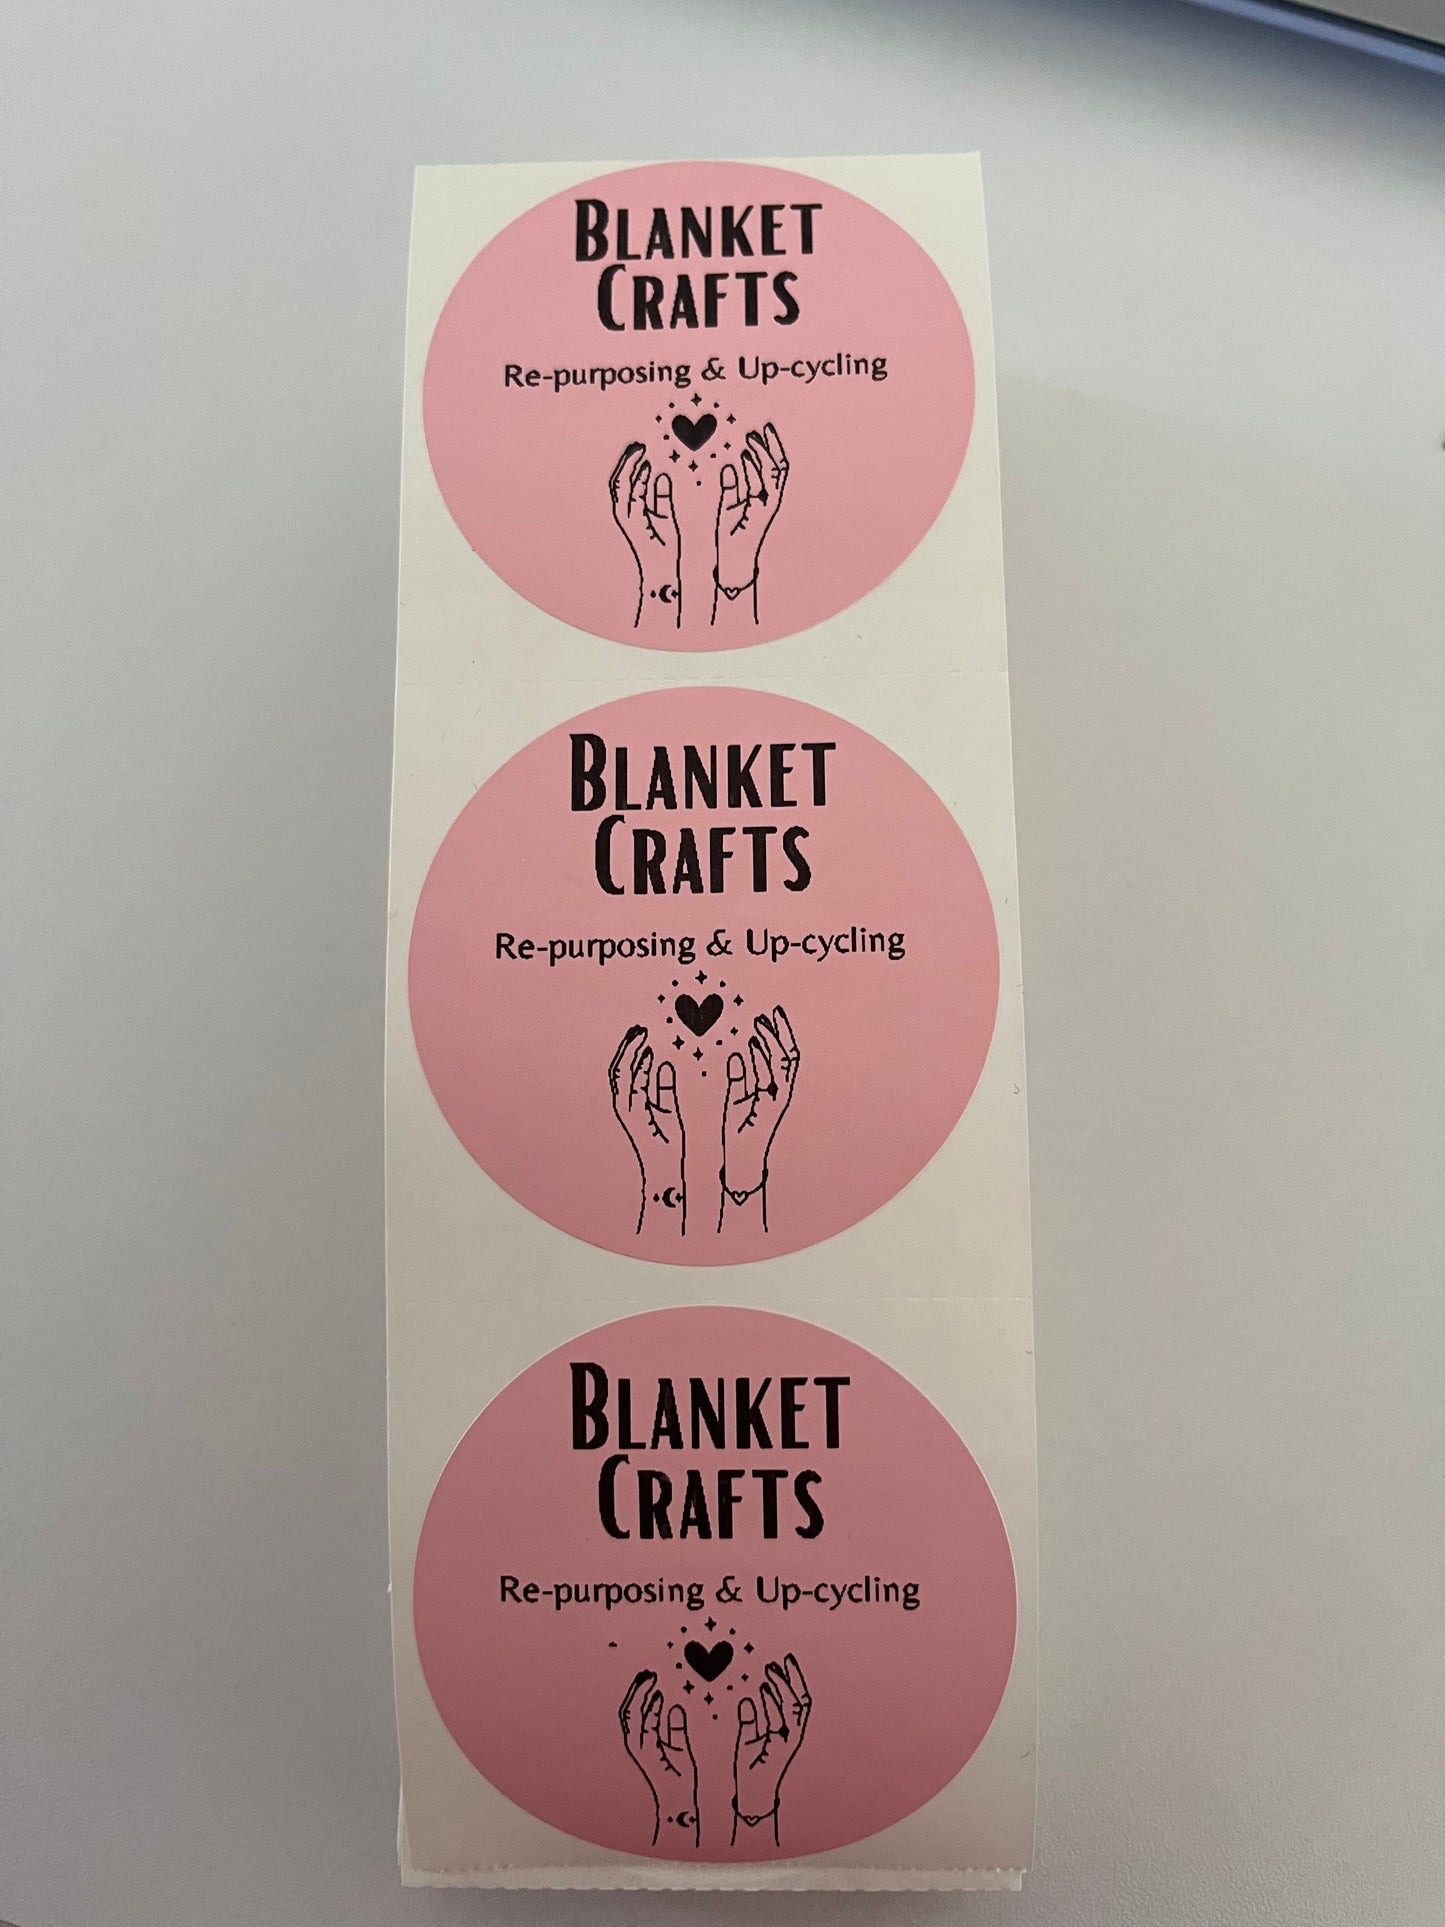 BLANKET
CRAFTS
Re-purposing & Up-cycling
BLANKET
CRAFTS
Re-purposing & Up-cycling
BLANKET
CRAFTS
Re-purposing & Up-cycling